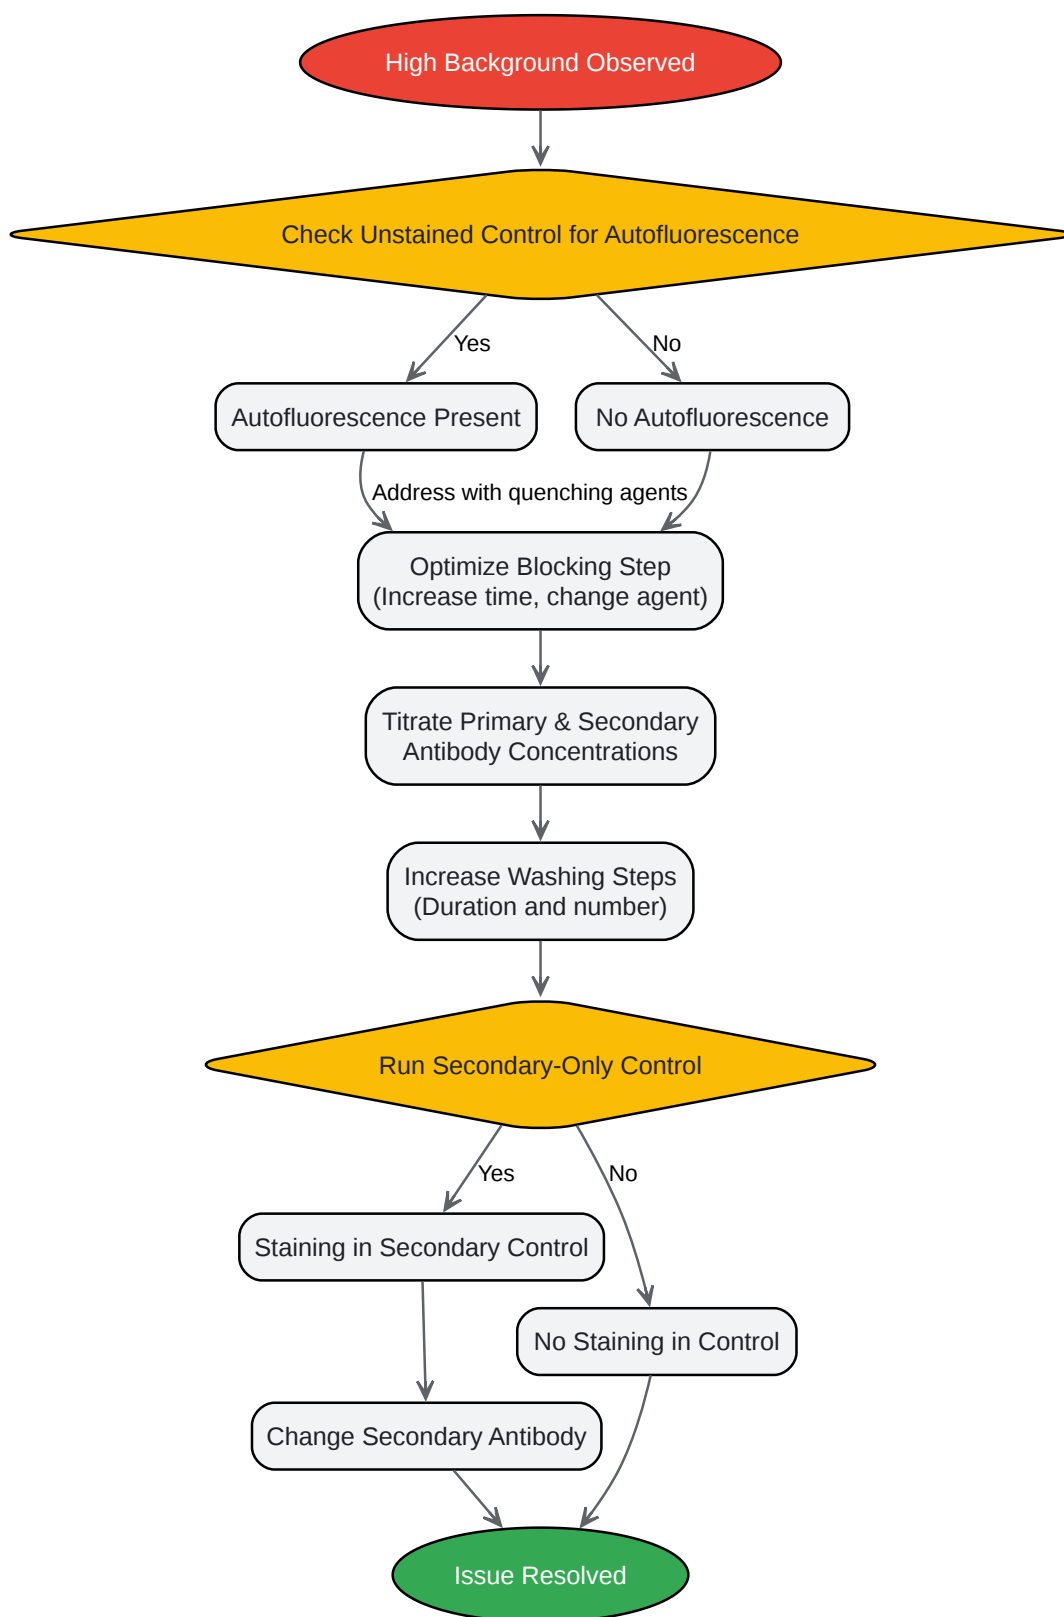 High Background Observed
Check Unstained Control for Autofluorescence
Yes
No
Autofluorescence Present
No Autofluorescence
Address with quenching agents
Optimize Blocking Step
(Increase time, change agent)
Titrate Primary & Secondary
Antibody Concentrations
Increase Washing Steps
(Duration and number)
Run Secondary-Only Control
Yes
No
Staining in Secondary Control
No Staining in Control
Change Secondary Antibody
Issue Resolved